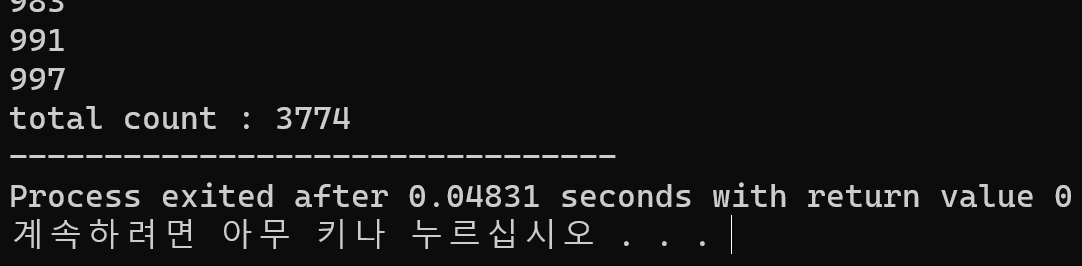 983
991
997
total count : 3774
--------------------------------
Process exited after 0.04831 seconds with return value 0
계속하려면 아무 키나 누르십시오 . . .